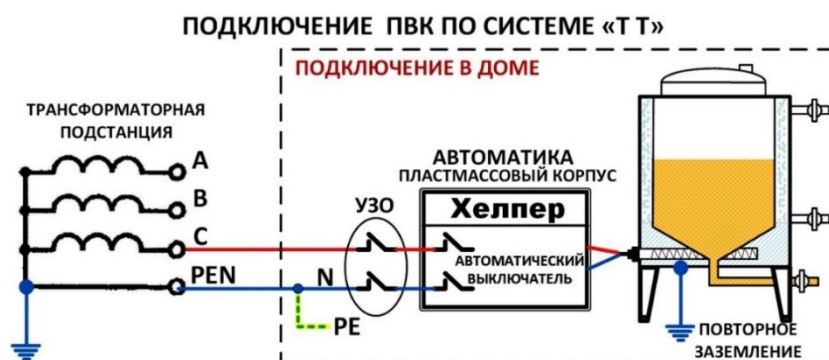 ПОДКЛЮЧЕНИЕ ПВК ПО СИСТЕМЕ «Т Т»
ПОДКЛЮЧЕНИЕ В ДОМЕ
ТРАНСФОРМАТОРНАЯ
ПОДСТАНЦИЯ
A
B
C
PEN
N
PE
УЗО
АВТОМАТИКА
ПЛАСТМАССОВЫЙ КОРПУС
Хелпер
АВТОМАТИЧЕСКИЙ
ВЫКЛЮЧАТЕЛЬ
ПОВТОРНОЕ
ЗАЗЕМЛЕНИЕ